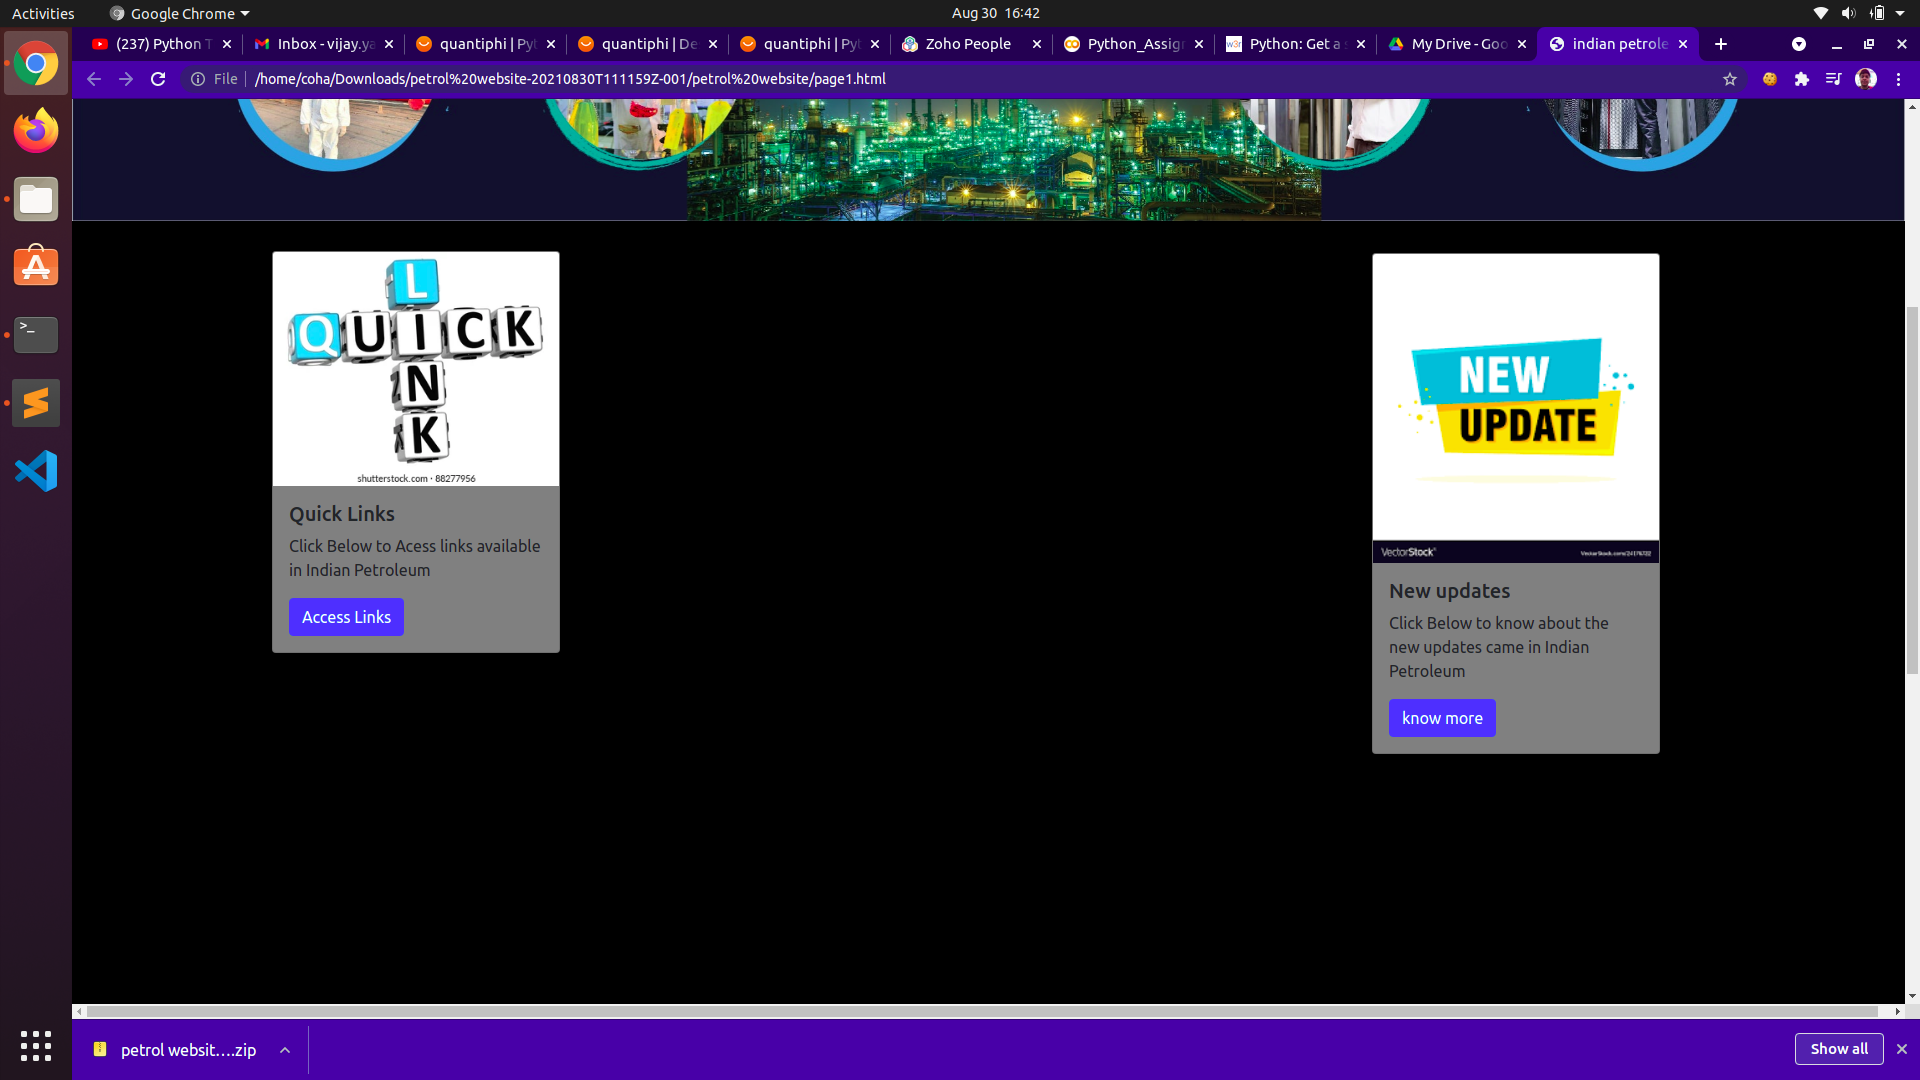 Activities
Google Chrome
Aug 30 16:42
(237) Python T
Inbox - vijay.ya
quantiphi | Pyt
quantiphi | De
quantiphi | Pyt
Zoho People
Python_Assig
w3r
Python: Get a s
My Drive - Goo
indian petrole
File
/home/coha/Downloads/petrol%20website-20210830T111159Z-001/petrol%20website/page1.html
L
QUICK
N
K
shutterstock.com · 88277956
Quick Links
Click Below to Acess links available
in Indian Petroleum
Access Links
NEW
UPDATE
VectorStock®
New updates
Click Below to know about the
new updates came in Indian
Petroleum
know more
petrol websit....zip
Show all